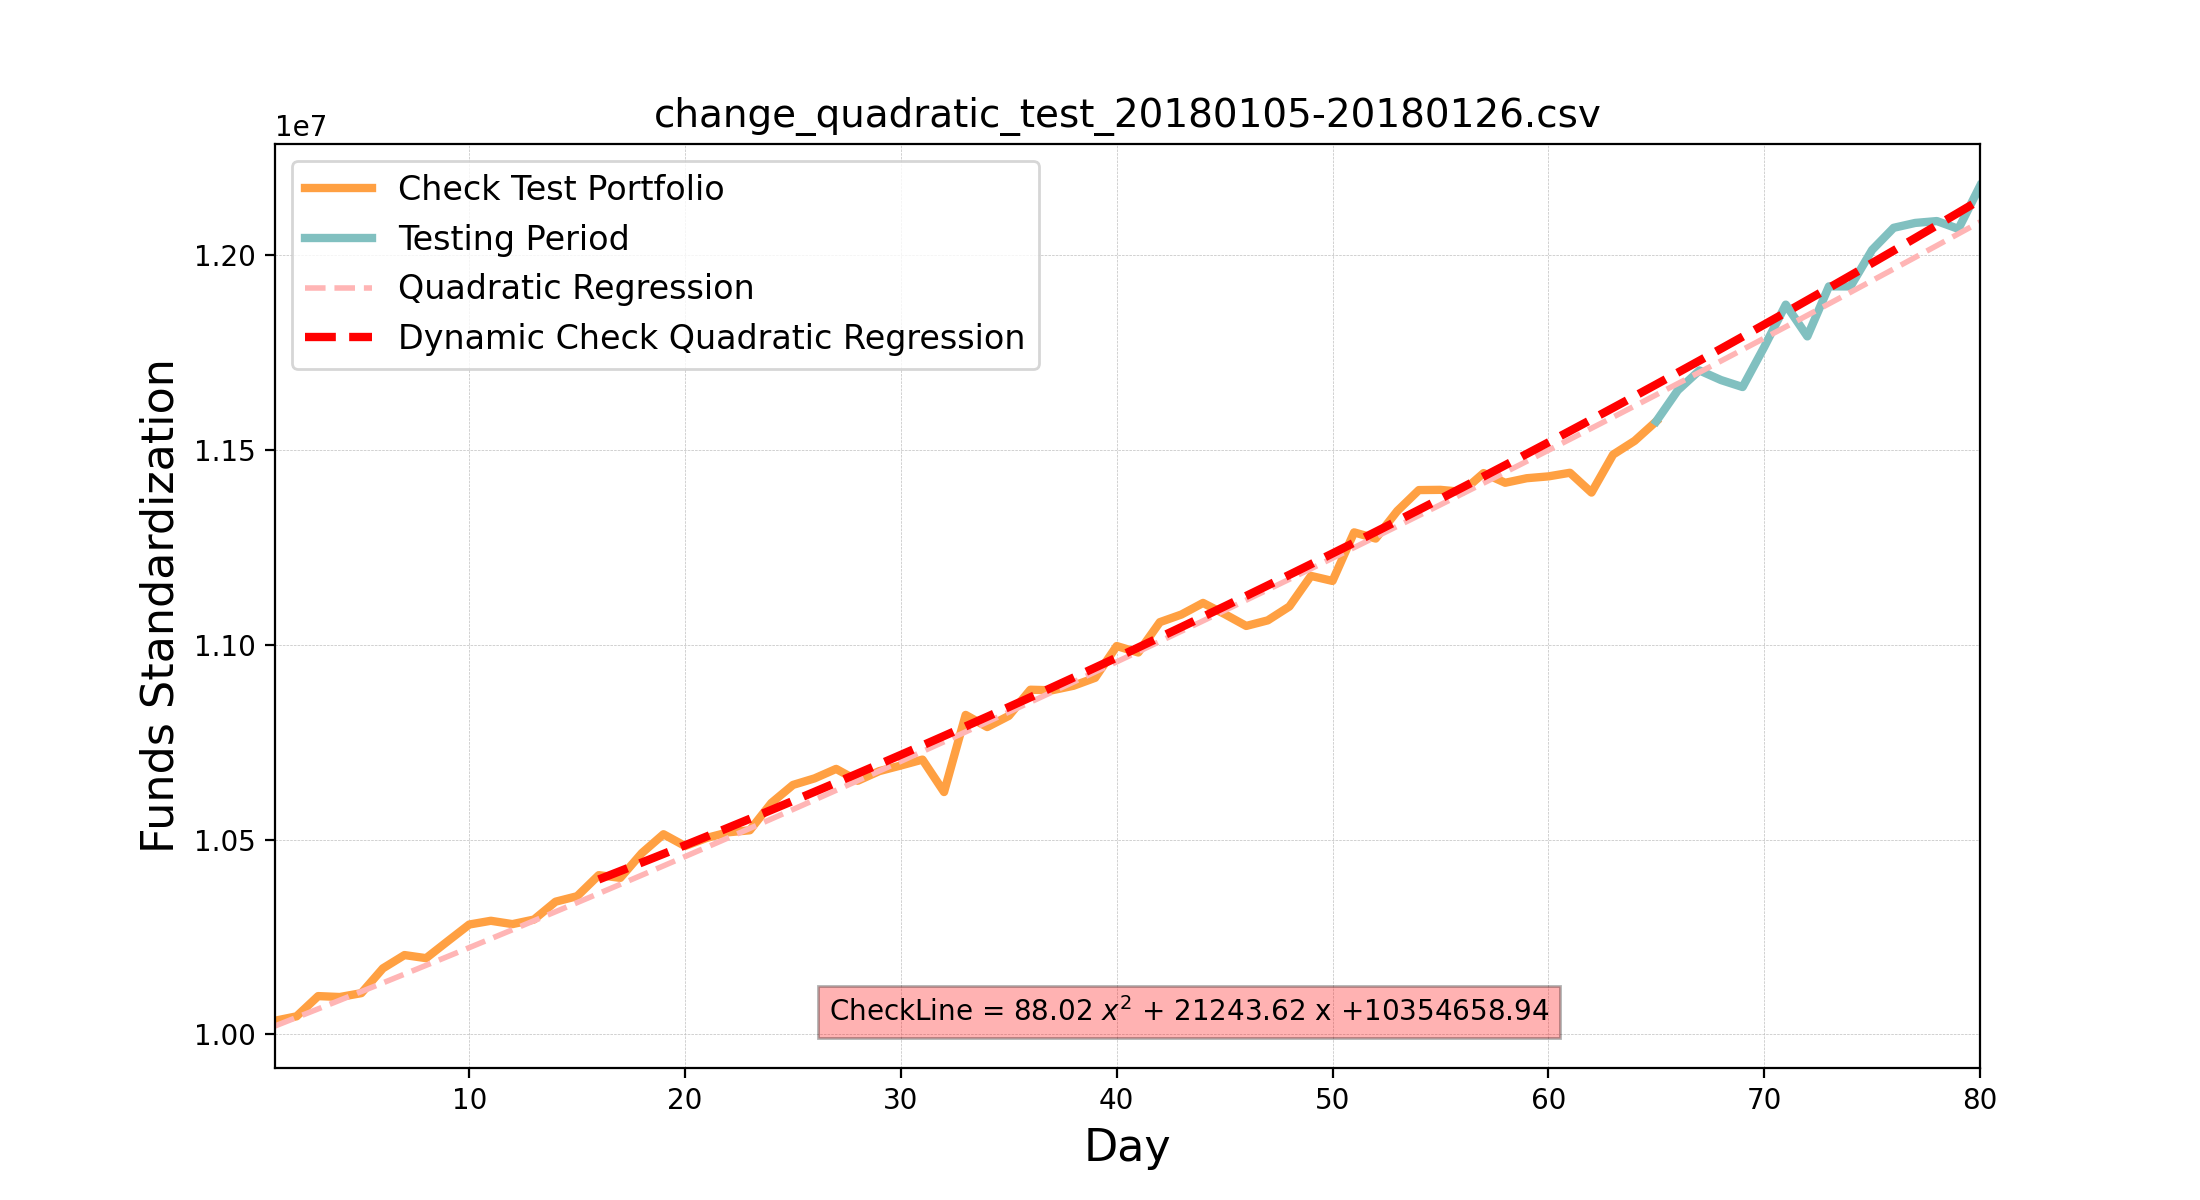 change_quadratic_test_20180105-20180126.csv
1e7
Check Test Portfolio
Testing Period
Quadratic Regression
Dynamic Check Quadratic Regression
1.20
1.15
1.10
1.05
1.00
Funds Standardization
CheckLine = 88.02 x² + 21243.62 x +10354658.94
10 20 30 40 50 60 70 80
Day